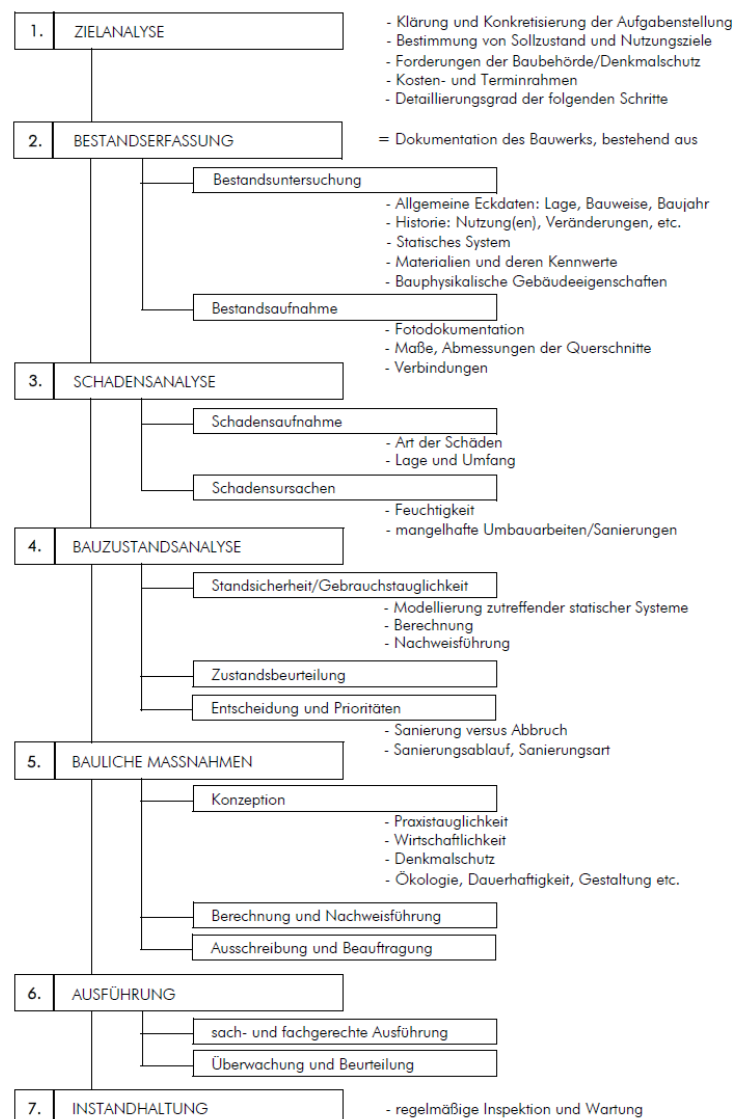 1. ZIELANALYSE
- Klärung und Konkretisierung der Aufgabenstellung
- Bestimmung von Sollzustand und Nutzungsziele
- Forderungen der Baubehörde/Denkmalschutz
- Kosten- und Terminrahmen
- Detaillierungsgrad der folgenden Schritte
2. BESTANDSERFASSUNG
= Dokumentation des Bauwerks, bestehend aus
Bestandsuntersuchung
- Allgemeine Eckdaten: Lage, Bauweise, Baujahr
- Historie: Nutzung(en), Veränderungen, etc.
- Statisches System
- Materialien und deren Kennwerte
- Bauphysikalische Gebäudeeigenschaften
Bestandsaufnahme
- Fotodokumentation
- Maße, Abmessungen der Querschnitte
- Verbindungen
3. SCHADENSANALYSE
Schadensaufnahme
- Art der Schäden
- Lage und Umfang
Schadensursachen
- Feuchtigkeit
- mangelhafte Umbauarbeiten/Sanierungen
4. BAUZUSTANDSANALYSE
Standsicherheit/Gebrauchstauglichkeit
- Modellierung zutreffender statischer Systeme
- Berechnung
- Nachweisführung
Zustandsbeurteilung
Entscheidung und Prioritäten
- Sanierung versus Abbruch
- Sanierungsablauf, Sanierungsart
5. BAULICHE MASSNAHMEN
Konzeption
- Praxistauglichkeit
- Wirtschaftlichkeit
- Denkmalschutz
- Ökologie, Dauerhaftigkeit, Gestaltung etc.
Berechnung und Nachweisführung
Ausschreibung und Beauftragung
6. AUSFÜHRUNG
sach- und fachgerechte Ausführung
Überwachung und Beurteilung
7. INSTANDHALTUNG
- regelmäßige Inspektion und Wartung